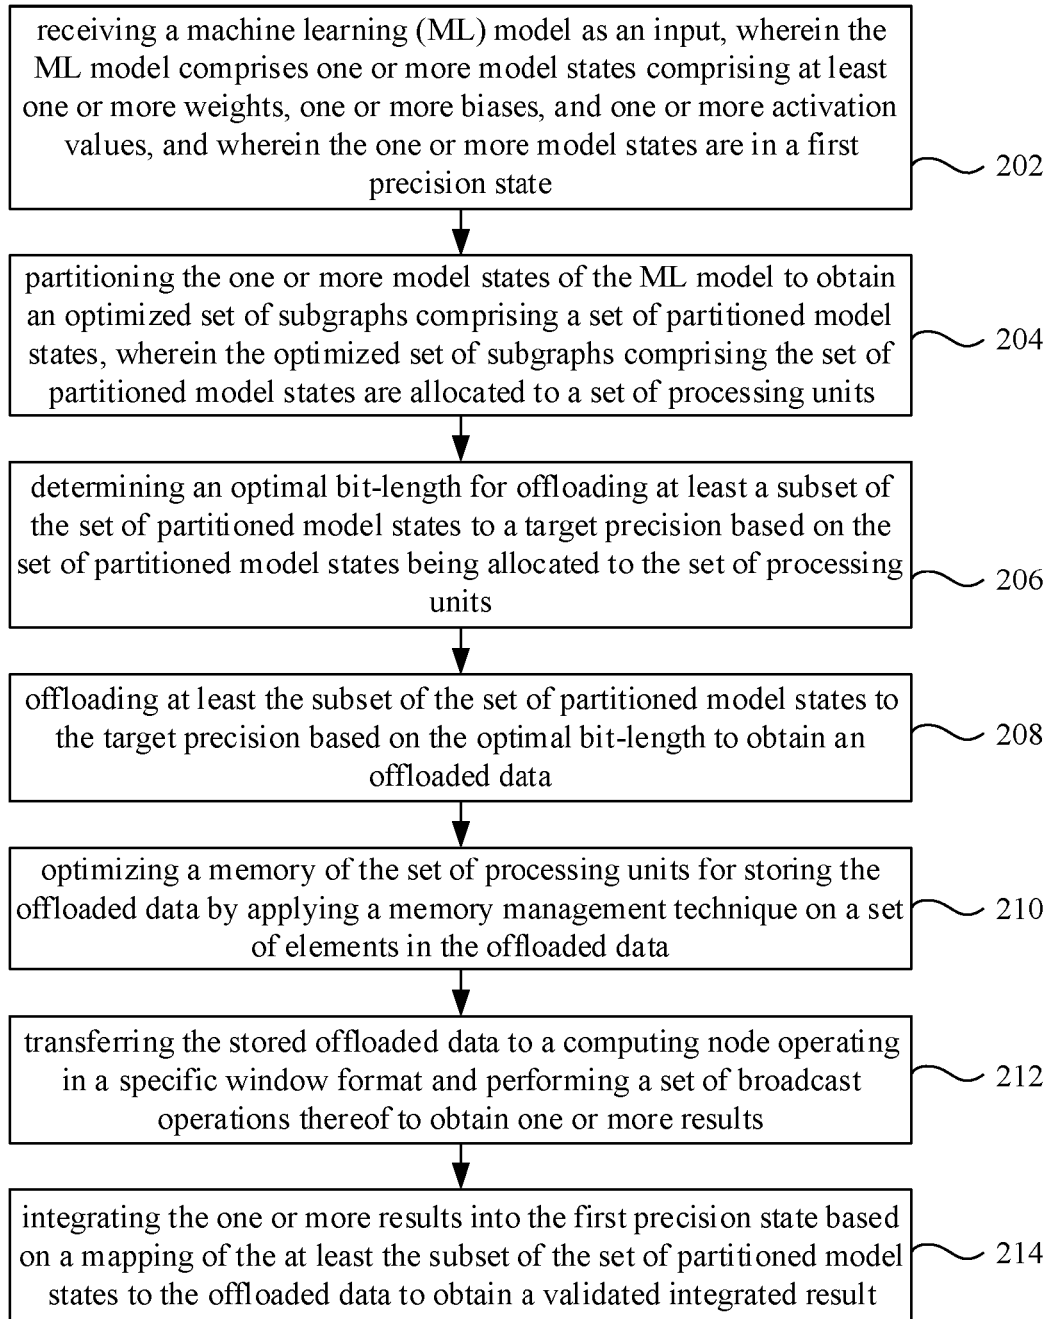 receiving a machine learning (ML) model as an input, wherein the
ML model comprises one or more model states comprising at least
one or more weights, one or more biases, and one or more activation
values, and wherein the one or more model states are in a first
precision state
202
partitioning the one or more model states of the ML model to obtain
an optimized set of subgraphs comprising a set of partitioned model
states, wherein the optimized set of subgraphs comprising the set of
partitioned model states are allocated to a set of processing units
204
determining an optimal bit-length for offloading at least a subset of
the set of partitioned model states to a target precision based on the
set of partitioned model states being allocated to the set of processing
units
206
offloading at least the subset of the set of partitioned model states to
the target precision based on the optimal bit-length to obtain an
offloaded data
208
optimizing a memory of the set of processing units for storing the
offloaded data by applying a memory management technique on a set
of elements in the offloaded data
210
transferring the stored offloaded data to a computing node operating
in a specific window format and performing a set of broadcast
operations thereof to obtain one or more results
212
integrating the one or more results into the first precision state based
on a mapping of the at least the subset of the set of partitioned model
states to the offloaded data to obtain a validated integrated result
214